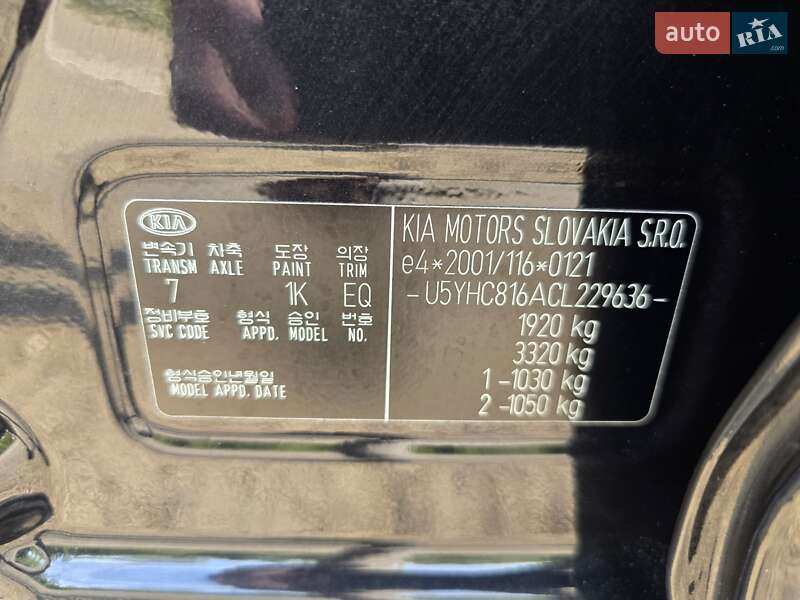 auto RIA.com
KIA
변속기 차축 도장 의장
TRANSM AXLE PAINT TRIM
7 1K EQ
정비부호 형식 승인 번호
SVC CODE APPD. MODEL NO.
형식승인년월일
MODEL APPD. DATE
KIA MOTORS SLOVAKIA S.R.O.
e4*2001/116*0121
-U5YHC816ACL229636-
1920 kg
3320 kg
1-1030 kg
2-1050 kg